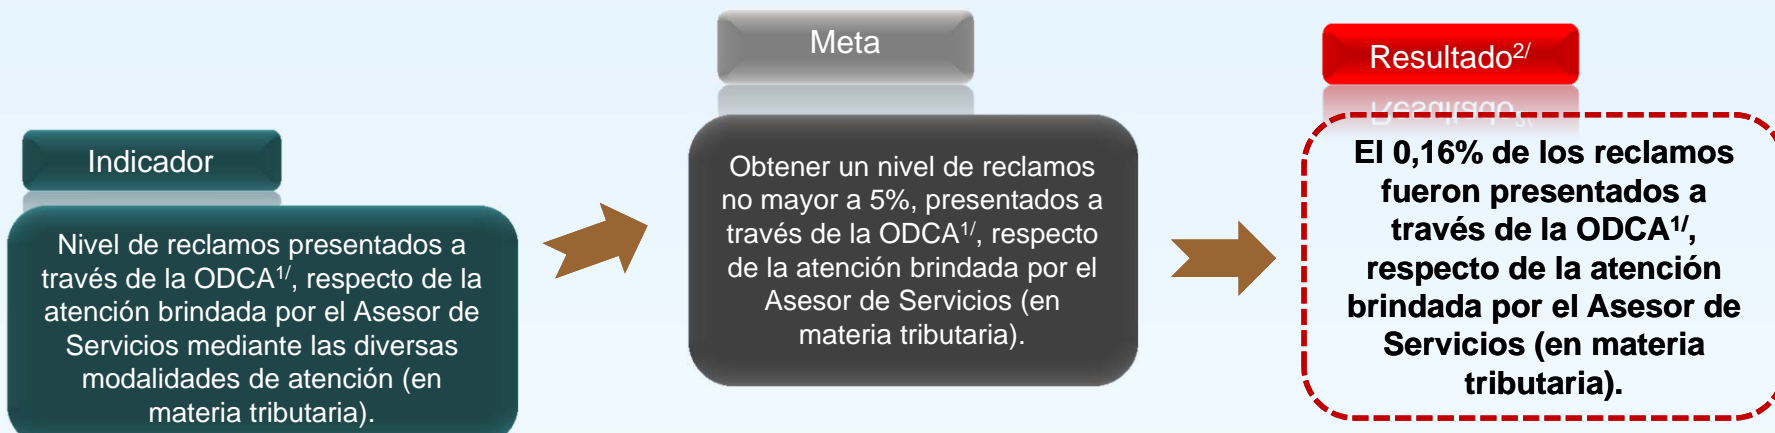 Indicador
Nivel de reclamos presentados a
través de la ODCA1/, respecto de la
atención brindada por el Asesor de
Servicios mediante las diversas
modalidades de atención (en
materia tributaria).
Meta
Obtener un nivel de reclamos
no mayor a 5%, presentados a
través de la ODCA1/, respecto
de la atención brindada por el
Asesor de Servicios (en
materia tributaria).
Resultado2/
El 0,16% de los reclamos
fueron presentados a
través de la ODCA1/,
respecto de la atención
brindada por el Asesor de
Servicios (en materia
tributaria).